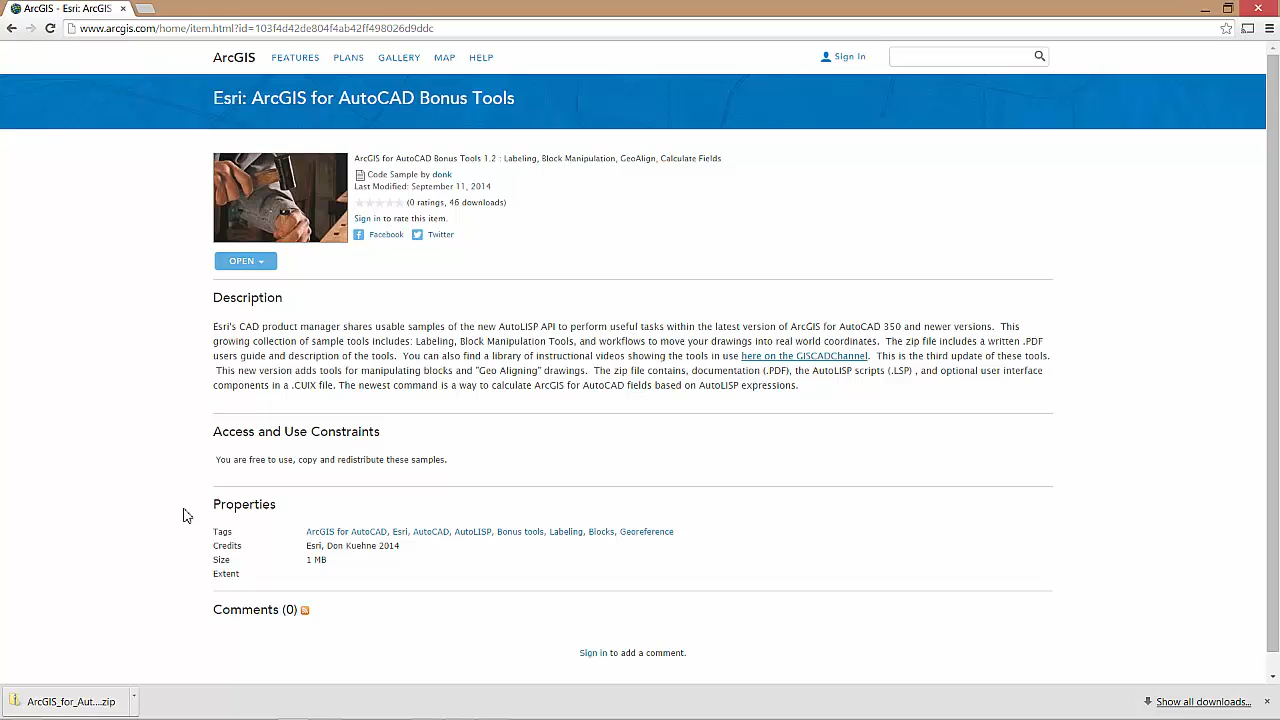 ArcGIS - Esri: ArcGIS
www.arcgis.com/home/item.html?id=103f4d42de804f4ab42ff498026d9ddc
ArcGIS FEATURES PLANS GALLERY MAP HELP Sign In
Esri: ArcGIS for AutoCAD Bonus Tools
ArcGIS for AutoCAD Bonus Tools 1.2 : Labeling, Block Manipulation, GeoAlign, Calculate Fields
Code Sample by donk
Last Modified: September 11, 2014
(0 ratings, 46 downloads)
Sign in to rate this item.
Facebook Twitter
OPEN
Description
Esri's CAD product manager shares usable samples of the new AutoLISP API to perform useful tasks within the latest version of ArcGIS for AutoCAD 350 and newer versions. This
growing collection of sample tools includes: Labeling, Block Manipulation Tools, and workflows to move your drawings into real world coordinates. The zip file includes a written .PDF
users guide and description of the tools. You can also find a library of instructional videos showing the tools in use here on the GISCADChannel. This is the third update of these tools.
This new version adds tools for manipulating blocks and "Geo Aligning" drawings. The zip file contains, documentation (.PDF), the AutoLISP scripts (.LSP) , and optional user interface
components in a .CUIX file. The newest command is a way to calculate ArcGIS for AutoCAD fields based on AutoLISP expressions.
Access and Use Constraints
You are free to use, copy and redistribute these samples.
Properties
Tags ArcGIS for AutoCAD, Esri, AutoCAD, AutoLISP, Bonus tools, Labeling, Blocks, Georeference
Credits Esri, Don Kuehne 2014
Size 1 MB
Extent
Comments (0)
Sign in to add a comment.
ArcGIS_for_Aut....zip Show all downloads...